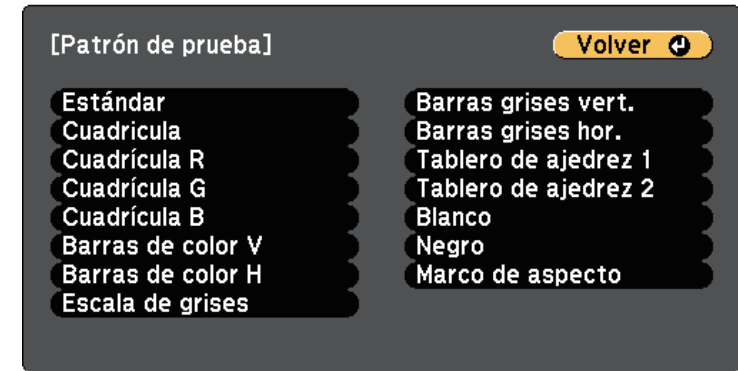 [Patrón de prueba]
Volver
Estándar
Cuadricula
Cuadrícula R
Cuadrícula G
Cuadrícula B
Barras de color V
Barras de color H
Escala de grises
Barras grises vert.
Barras grises hor.
Tablero de ajedrez 1
Tablero de ajedrez 2
Blanco
Negro
Marco de aspecto